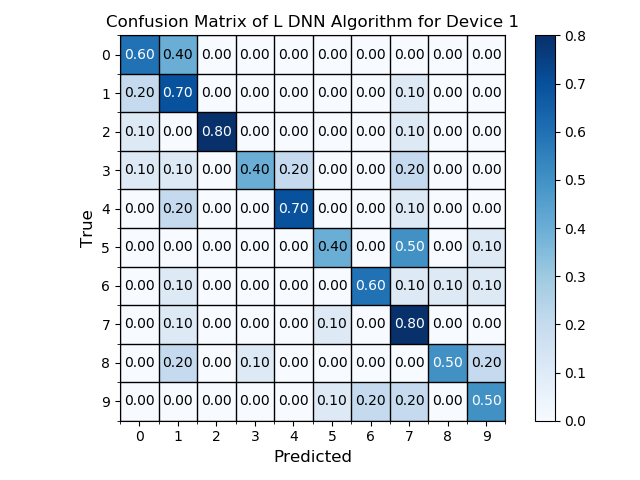 Confusion Matrix of L DNN Algorithm for Device 1
0 0.60 0.40 0.00 0.00 0.00 0.00 0.00 0.00 0.00 0.00
1 0.20 0.70 0.00 0.00 0.00 0.00 0.00 0.10 0.00 0.00
2 0.10 0.00 0.80 0.00 0.00 0.00 0.00 0.10 0.00 0.00
3 0.10 0.10 0.00 0.40 0.20 0.00 0.00 0.20 0.00 0.00
4 0.00 0.20 0.00 0.00 0.70 0.00 0.00 0.10 0.00 0.00
5 0.00 0.00 0.00 0.00 0.00 0.40 0.00 0.50 0.00 0.10
6 0.00 0.10 0.00 0.00 0.00 0.00 0.60 0.10 0.10 0.10
7 0.00 0.10 0.00 0.00 0.00 0.10 0.00 0.80 0.00 0.00
8 0.00 0.20 0.00 0.10 0.00 0.00 0.00 0.00 0.50 0.20
9 0.00 0.00 0.00 0.00 0.00 0.10 0.20 0.20 0.00 0.50
0 1 2 3 4 5 6 7 8 9
Predicted
True
0.8
0.7
0.6
0.5
0.4
0.3
0.2
0.1
0.0